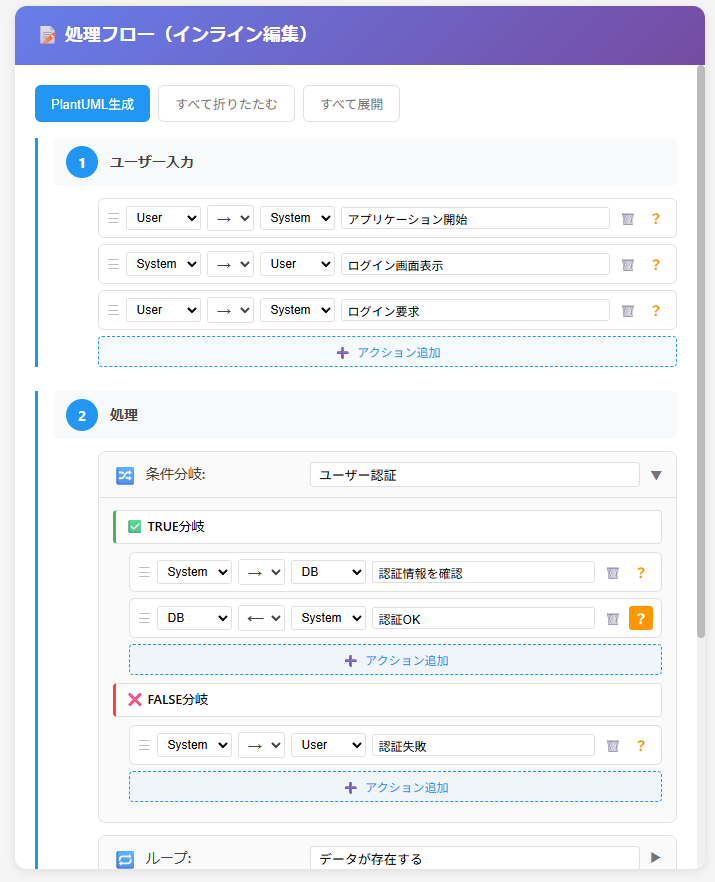 📝 処理フロー（インライン編集）
PlantUML生成 すべて折りたたむ すべて展開
1 ユーザー入力
☰ User → System アプリケーション開始 🗑 ?
☰ System → User ログイン画面表示 🗑 ?
☰ User → System ログイン要求 🗑 ?
➕ アクション追加
2 処理
🔀 条件分岐: ユーザー認証 ▼
✅ TRUE分岐
☰ System → DB 認証情報を確認 🗑 ?
☰ DB ← System 認証OK 🗑 ?
➕ アクション追加
❌ FALSE分岐
☰ System → User 認証失敗 🗑 ?
➕ アクション追加
🔁 ループ: データが存在する ▶